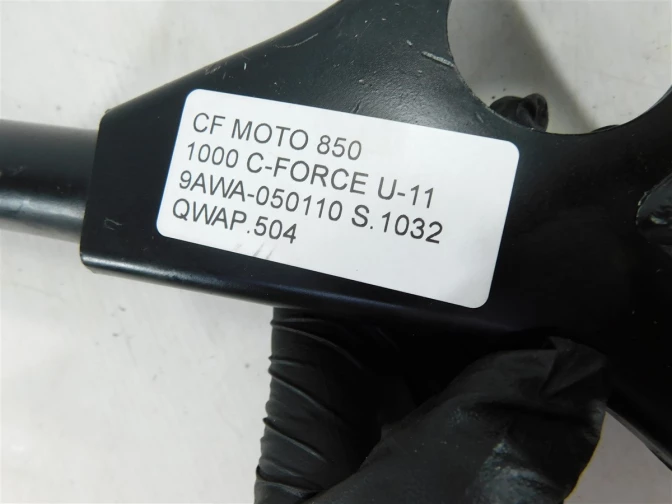 CF MOTO 850
1000 C-FORCE U-11
9AWA-050110 S.1032
QWAP.504